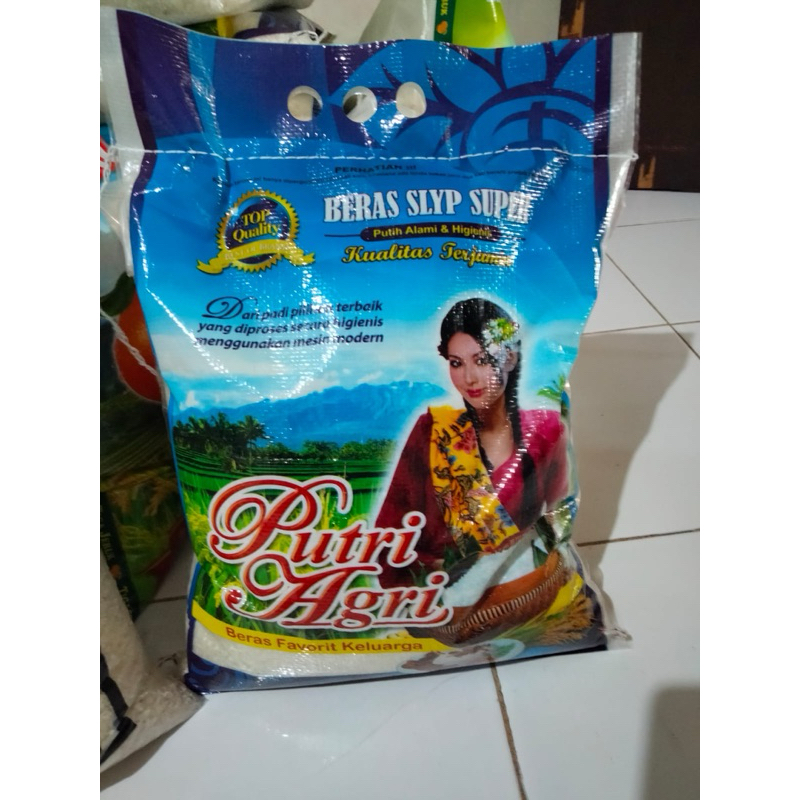 PERHATIAN !!!
BERAS SLYP SUPER
Putih Alami & Higienis
Kualitas Terjamin
TOP
Quality
Dari padi pilihan terbaik
yang diproses secara higienis
menggunakan mesin modern
Putri
Agri
Beras Favorit Keluarga